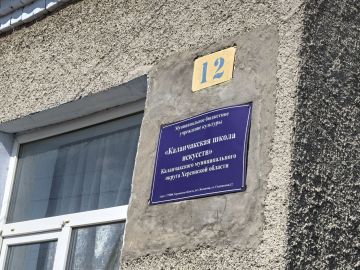 12
Муниципальное бюджетное
учреждение культуры
«Каланчакская школа
искусств»
Каланчакского муниципального
округа Херсонской области